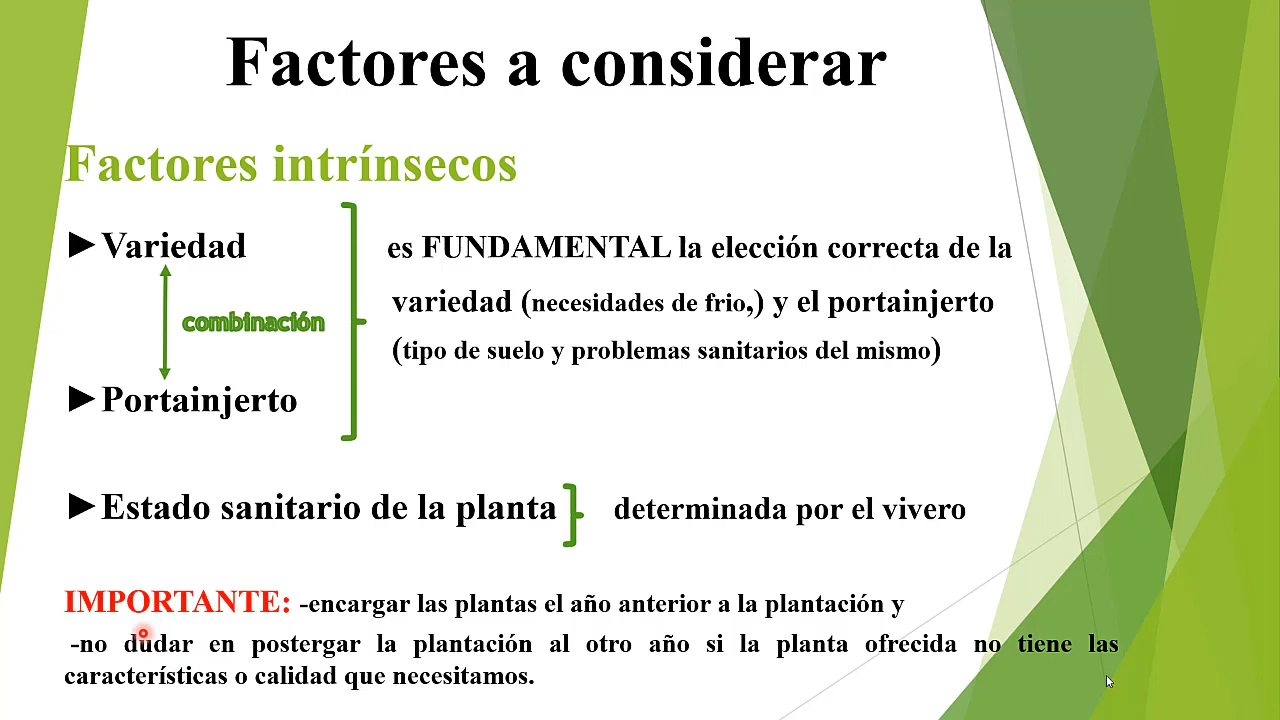 Factores a considerar
Factores intrínsecos
►Variedad
es FUNDAMENTAL la elección correcta de la
variedad (necesidades de frio,) y el portainjerto
combinación
(tipo de suelo y problemas sanitarios del mismo)
►Portainjerto
►Estado sanitario de la planta
determinada por el vivero
IMPORTANTE: -encargar las plantas el año anterior a la plantación y
-no dudar en postergar la plantación al otro año si la planta ofrecida no tiene las
características o calidad que necesitamos.